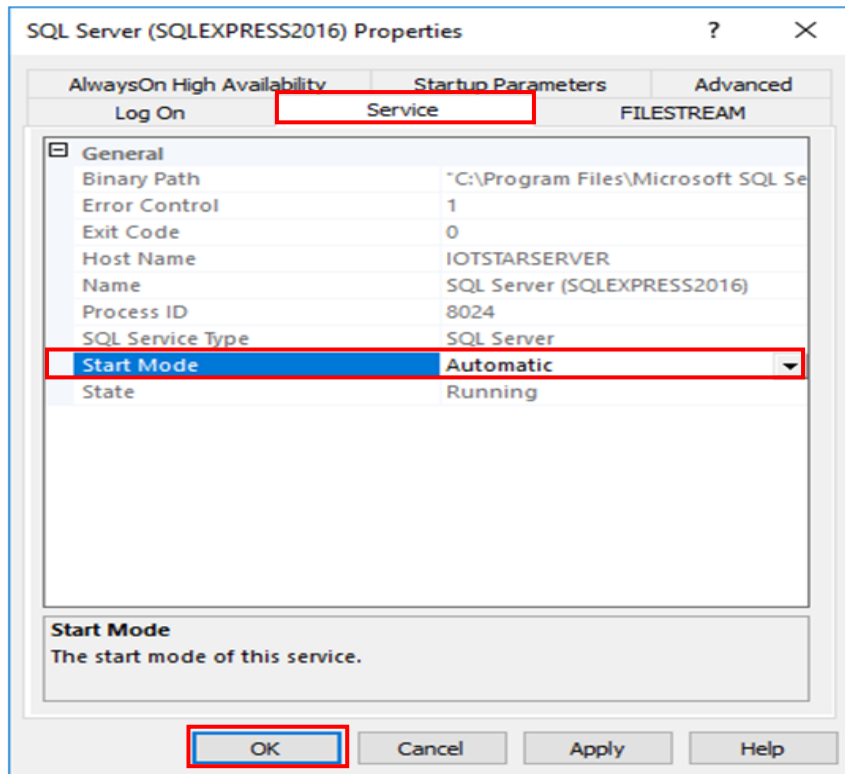 SQL Server (SQLEXPRESS2016) Properties ? ×
AlwaysOn High Availability Startup Parameters Advanced
Log On Service FILESTREAM
General
Binary Path "C:\Program Files\Microsoft SQL Se
Error Control 1
Exit Code 0
Host Name IOTSTARSERVER
Name SQL Server (SQLEXPRESS2016)
Process ID 8024
SQL Service Type SQL Server
Start Mode Automatic
State Running
Start Mode
The start mode of this service.
OK Cancel Apply Help